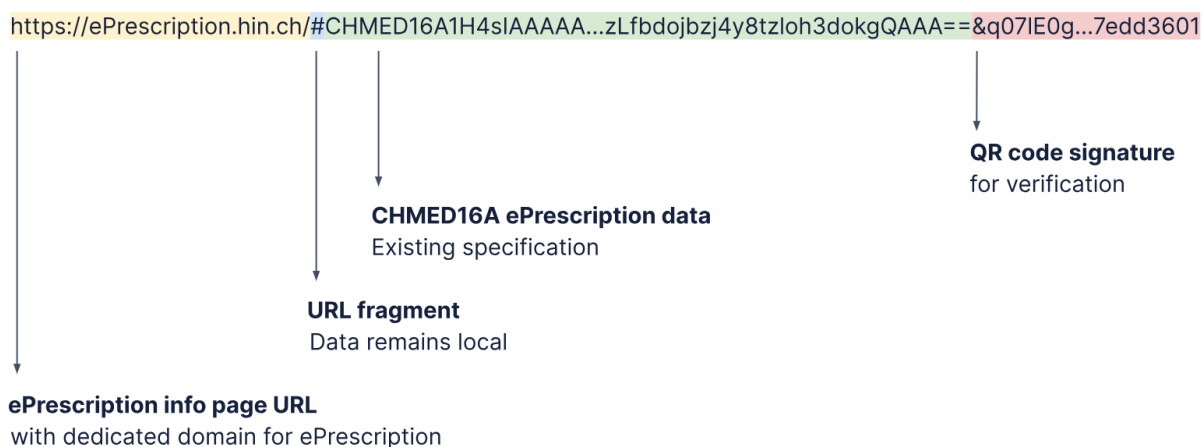 https://ePrescription.hin.ch/#CHMED16A1H4sIAAAAA...zLfbdojbzj4y8tzloh3dokgQAAA==&q07lE0g...7edd3601
QR code signature
for verification
CHMED16A ePrescription data
Existing specification
URL fragment
Data remains local
ePrescription info page URL
with dedicated domain for ePrescription